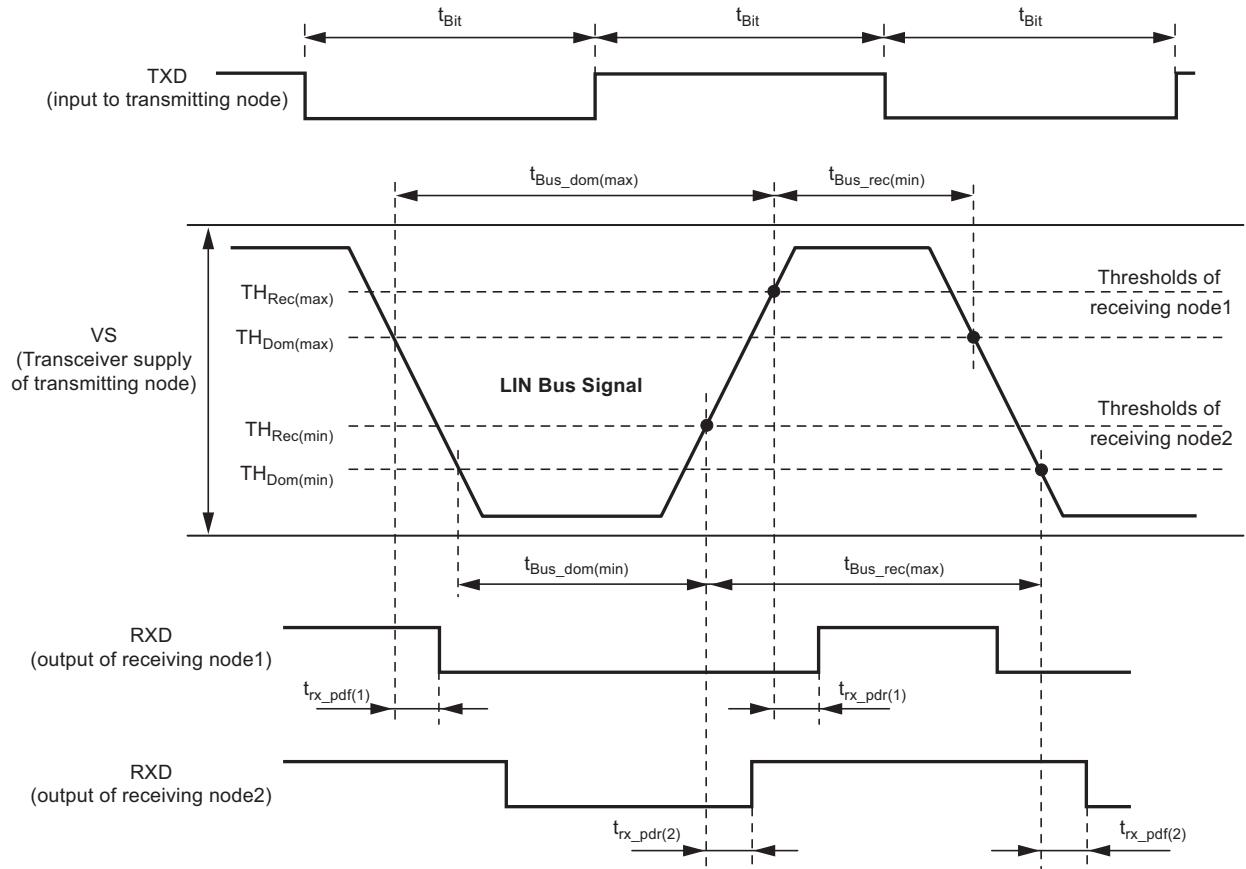 tBit
tBit
tBit
TXD
(input to transmitting node)
tBus_dom(max)
tBus_rec(min)
THRec(max)
Thresholds of
receiving node1
VS
(Transceiver supply
of transmitting node)
THDom(max)
LIN Bus Signal
THRec(min)
Thresholds of
receiving node2
THDom(min)
tBus_dom(min)
tBus_rec(max)
RXD
(output of receiving node1)
trx_pdf(1)
trx_pdr(1)
RXD
(output of receiving node2)
trx_pdr(2)
trx_pdf(2)